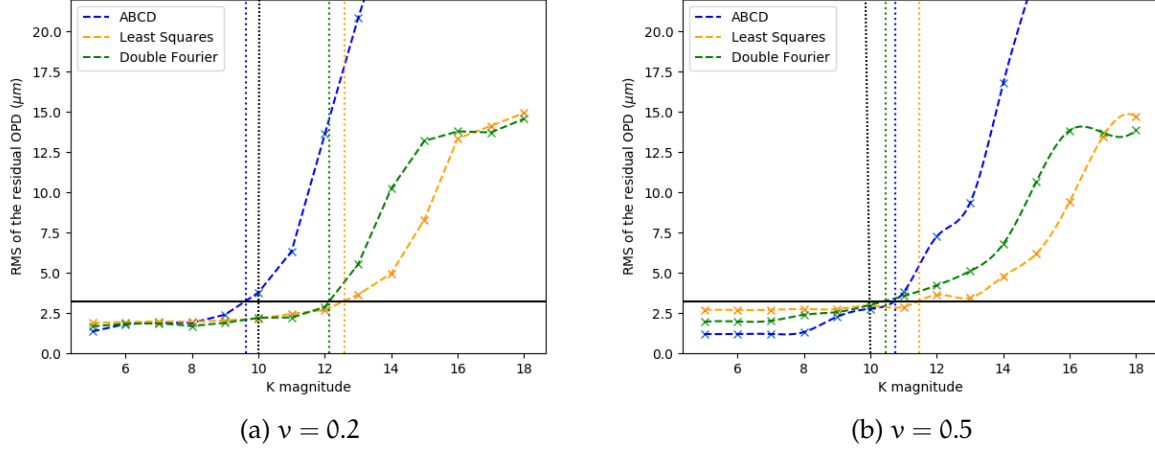 ABCD
Least Squares
Double Fourier
RMS of the residual OPD (μm)
20.0
17.5
15.0
12.5
10.0
7.5
5.0
2.5
0.0
6 8 10 12 14 16 18
K magnitude
(a) ν = 0.2
ABCD
Least Squares
Double Fourier
RMS of the residual OPD (μm)
20.0
17.5
15.0
12.5
10.0
7.5
5.0
2.5
0.0
6 8 10 12 14 16 18
K magnitude
(b) ν = 0.5